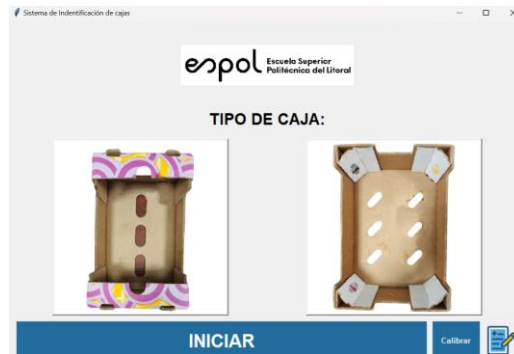 Sistema de Indentificación de cajas
espol Escuela Superior
Politécnica del Litoral
TIPO DE CAJA:
INICIAR
Calibrar